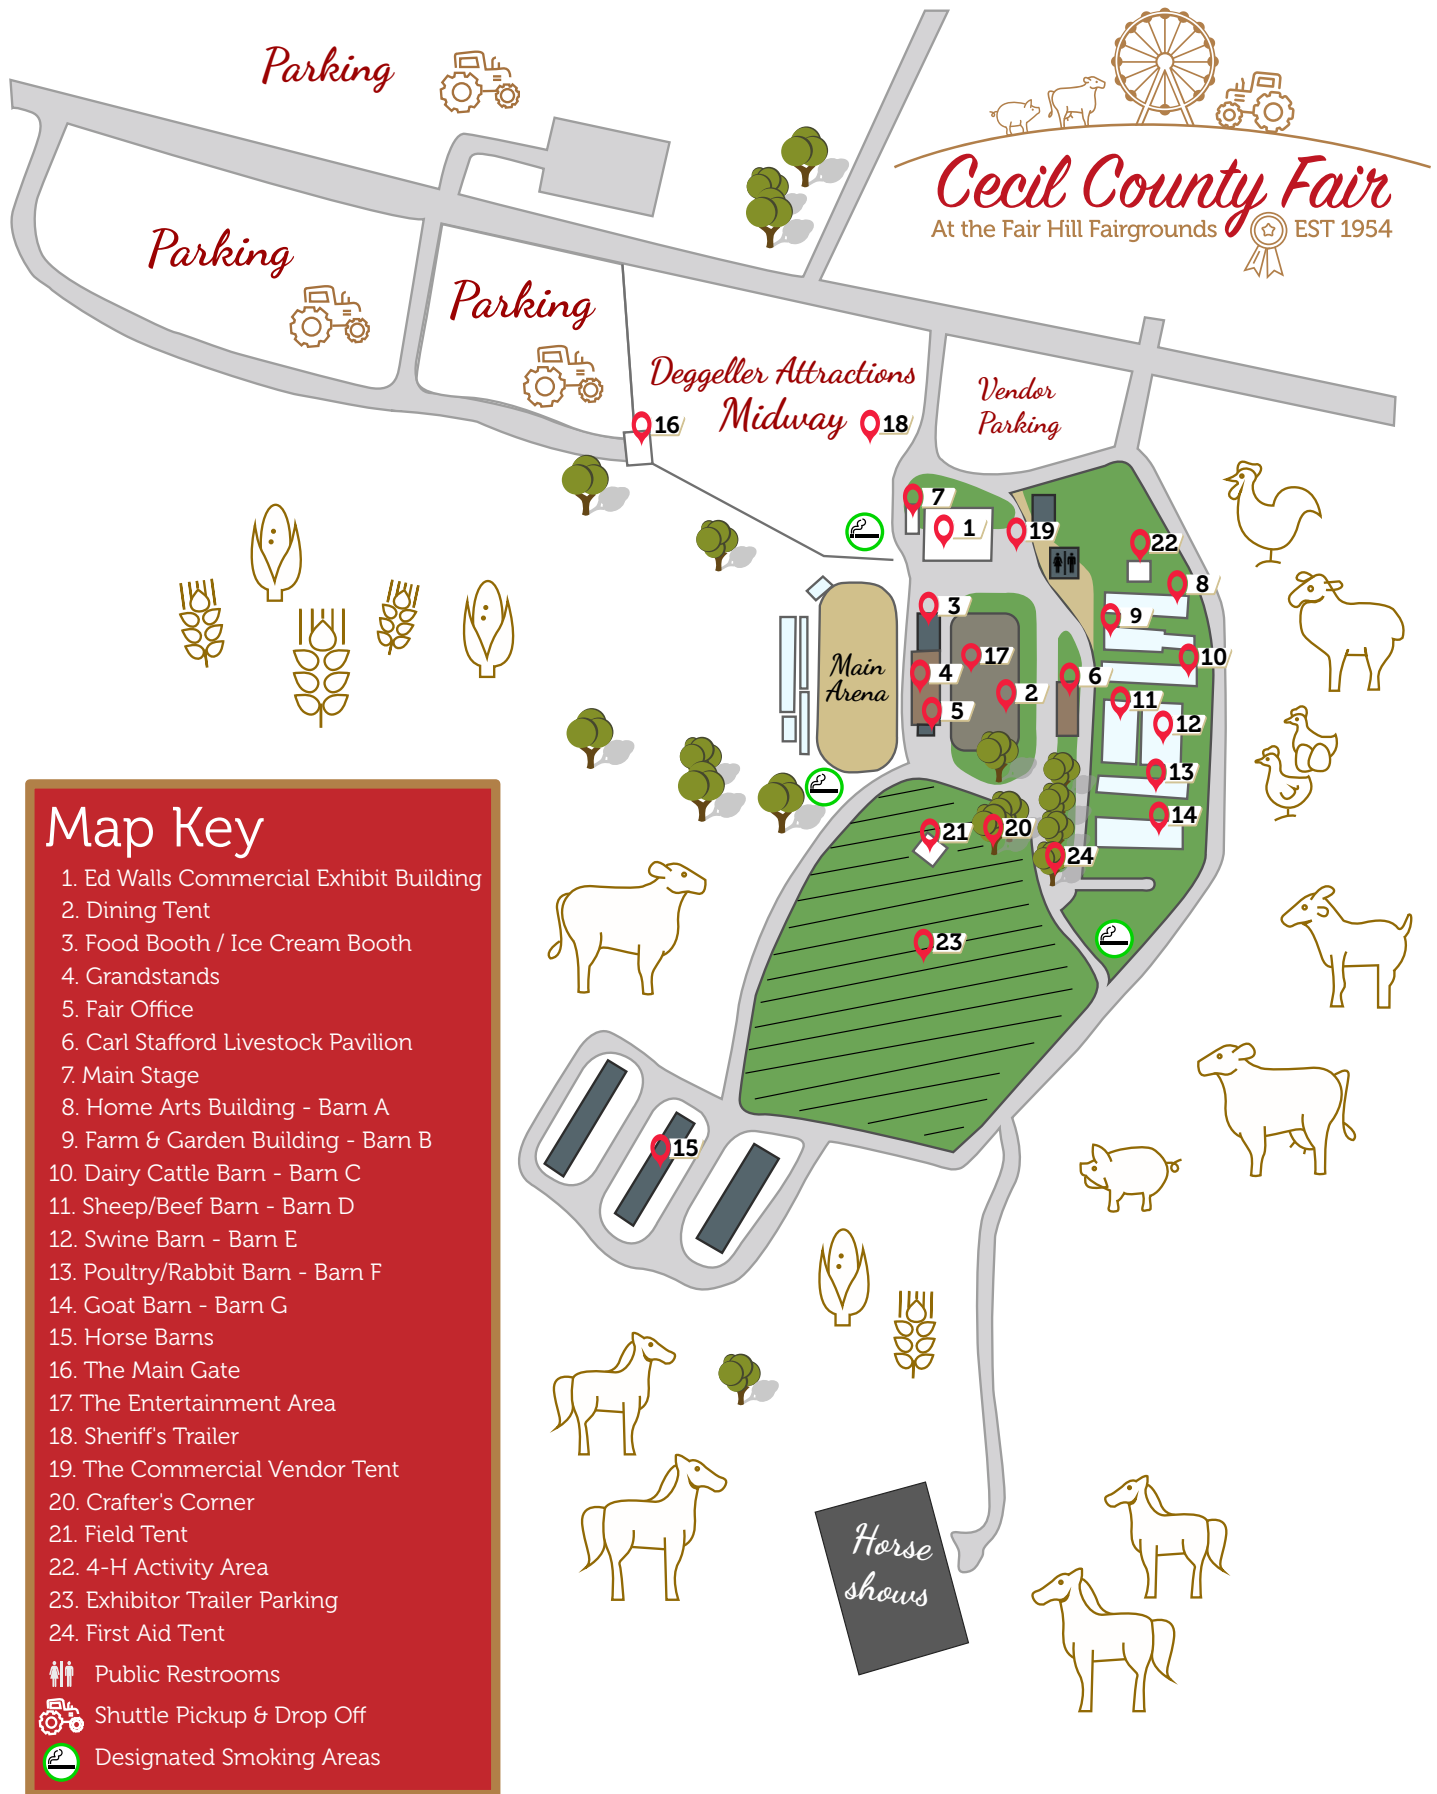 Parking
Cecil County Fair
At the Fair Hill Fairgrounds EST 1954
Parking
Parking
Deggeller Attractions
Midway
18
16
Vendor
Parking
7
1
19
22
8
3
9
10
17
Main
Arena
4
6
2
5
11
12
13
14
21
20
24
23
15
Map Key
1. Ed Walls Commercial Exhibit Building
2. Dining Tent
3. Food Booth / Ice Cream Booth
4. Grandstands
5. Fair Office
6. Carl Stafford Livestock Pavilion
7. Main Stage
8. Home Arts Building - Barn A
9. Farm & Garden Building - Barn B
10. Dairy Cattle Barn - Barn C
11. Sheep/Beef Barn - Barn D
12. Swine Barn - Barn E
13. Poultry/Rabbit Barn - Barn F
14. Goat Barn - Barn G
15. Horse Barns
16. The Main Gate
17. The Entertainment Area
18. Sheriff's Trailer
19. The Commercial Vendor Tent
20. Crafter's Corner
21. Field Tent
22. 4-H Activity Area
23. Exhibitor Trailer Parking
24. First Aid Tent
Public Restrooms
Shuttle Pickup & Drop Off
Designated Smoking Areas
Horse
shows